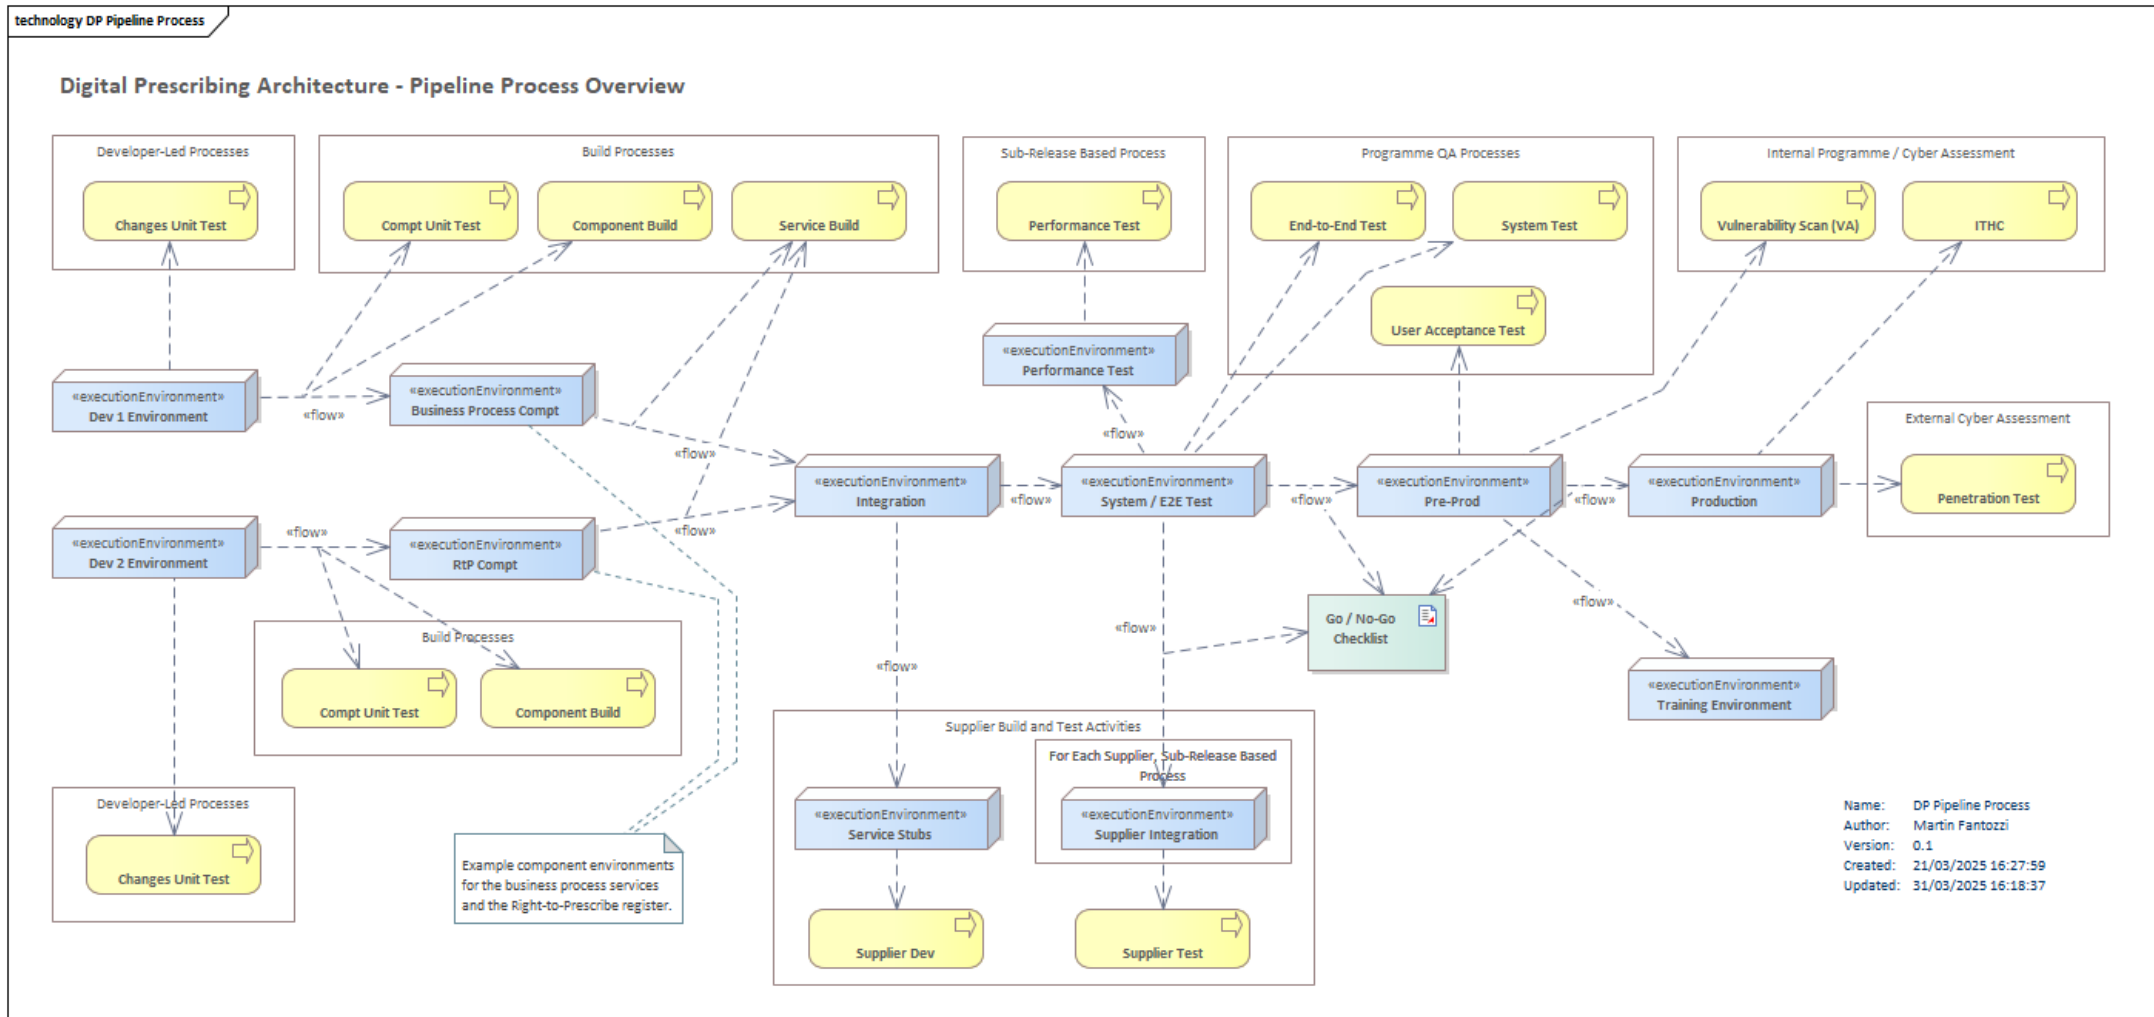 technology DP Pipeline Process
Digital Prescribing Architecture - Pipeline Process Overview
Developer-Led Processes
Changes Unit Test
Build Processes
Compt Unit Test
Component Build
Service Build
Sub-Release Based Process
Performance Test
Programme QA Processes
End-to-End Test
System Test
User Acceptance Test
Internal Programme / Cyber Assessment
Vulnerability Scan (VA)
ITHC
«executionEnvironment»
Performance Test
«executionEnvironment»
Dev 1 Environment
«flow»
«executionEnvironment»
Business Process Compt
«flow»
«flow»
External Cyber Assessment
Penetration Test
«executionEnvironment»
Integration
«flow»
«executionEnvironment»
System / E2E Test
«flow»
«executionEnvironment»
Pre-Prod
«flow»
«executionEnvironment»
Production
«executionEnvironment»
Dev 2 Environment
«flow»
«executionEnvironment»
RtP Compt
«flow»
Build Processes
Compt Unit Test
Component Build
«flow»
«flow»
Go / No-Go
Checklist
«flow»
«executionEnvironment»
Training Environment
Supplier Build and Test Activities
For Each Supplier, Sub-Release Based
Process
«executionEnvironment»
Service Stubs
«executionEnvironment»
Supplier Integration
Supplier Dev
Supplier Test
Developer-Led Processes
Changes Unit Test
Example component environments
for the business process services
and the Right-to-Prescribe register.
Name: DP Pipeline Process
Author: Martin Fantozzi
Version: 0.1
Created: 21/03/2025 16:27:59
Updated: 31/03/2025 16:18:37